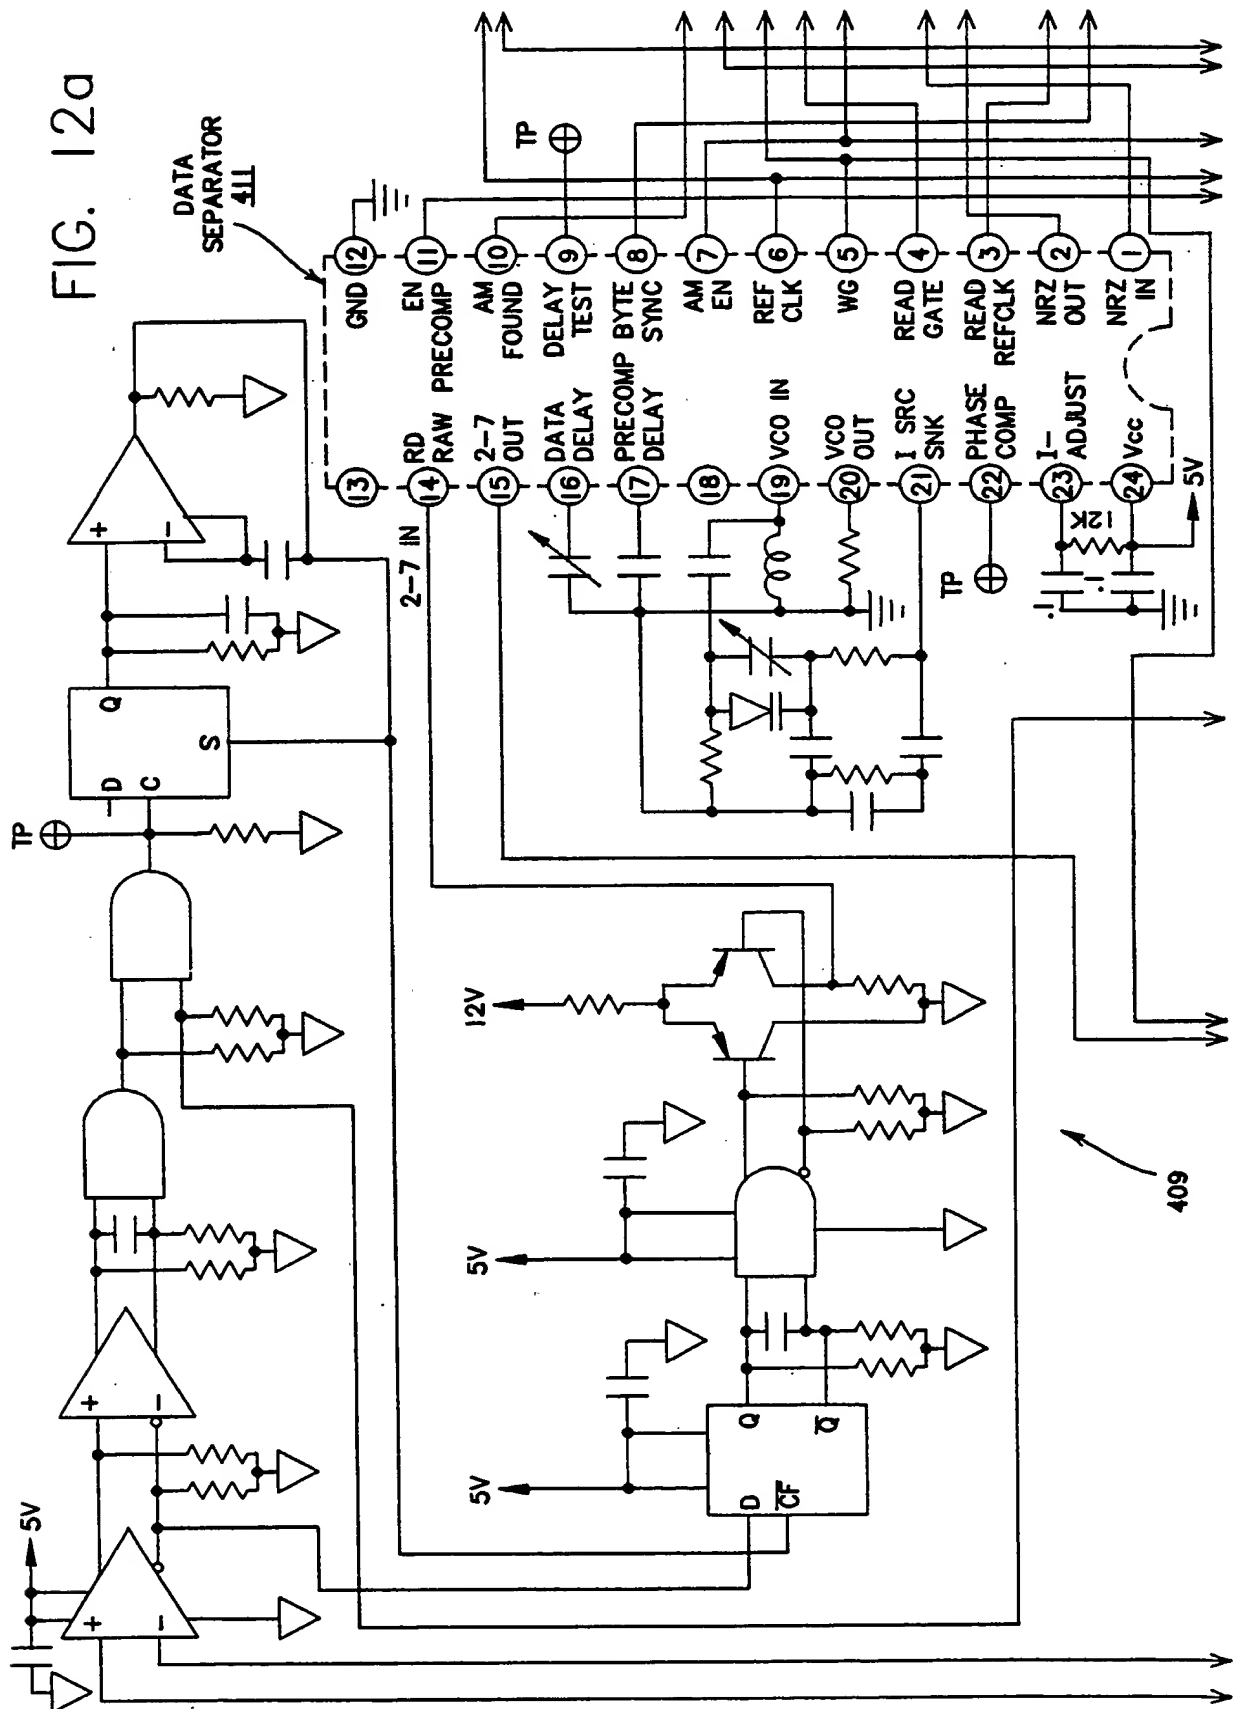 FIG. 12a
DATA
SEPARATOR
411
TP
5V
+
−
+
−
D
C
Q
S
+
−
TP
12
GND
11
EN
PRECOMP
10
AM
FOUND
9
DELAY
TEST
8
BYTE
SYNC
7
AM
EN
6
REF
CLK
5
WG
4
READ
GATE
3
READ
REFCLK
2
NRZ
OUT
1
NRZ
IN
13
14
RD
RAW
2-7 IN
15
2-7
OUT
16
DATA
DELAY
17
PRECOMP
DELAY
18
19
VCO IN
20
VCO
OUT
21
I SRC
SNK
22
PHASE
COMP
TP
23
I-
ADJUST
24
Vcc
12K
.1
.1
5V
12V
5V
5V
D
CF
Q
Q
409